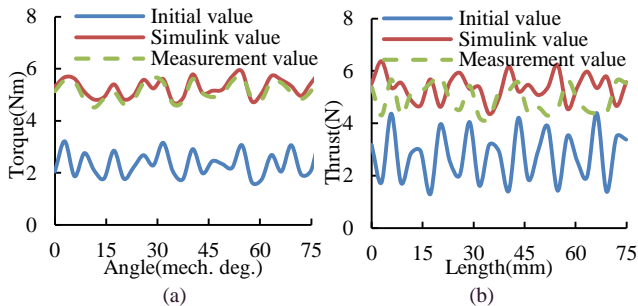 Initial value
Simulink value
Measurement value
Torque(Nm)
8
6
4
2
0
0 15 30 45 60 75
Angle(mech. deg.)
(a)
Initial value
Simulink value
Measurement value
Thrust(N)
8
6
4
2
0
0 15 30 45 60 75
Length(mm)
(b)